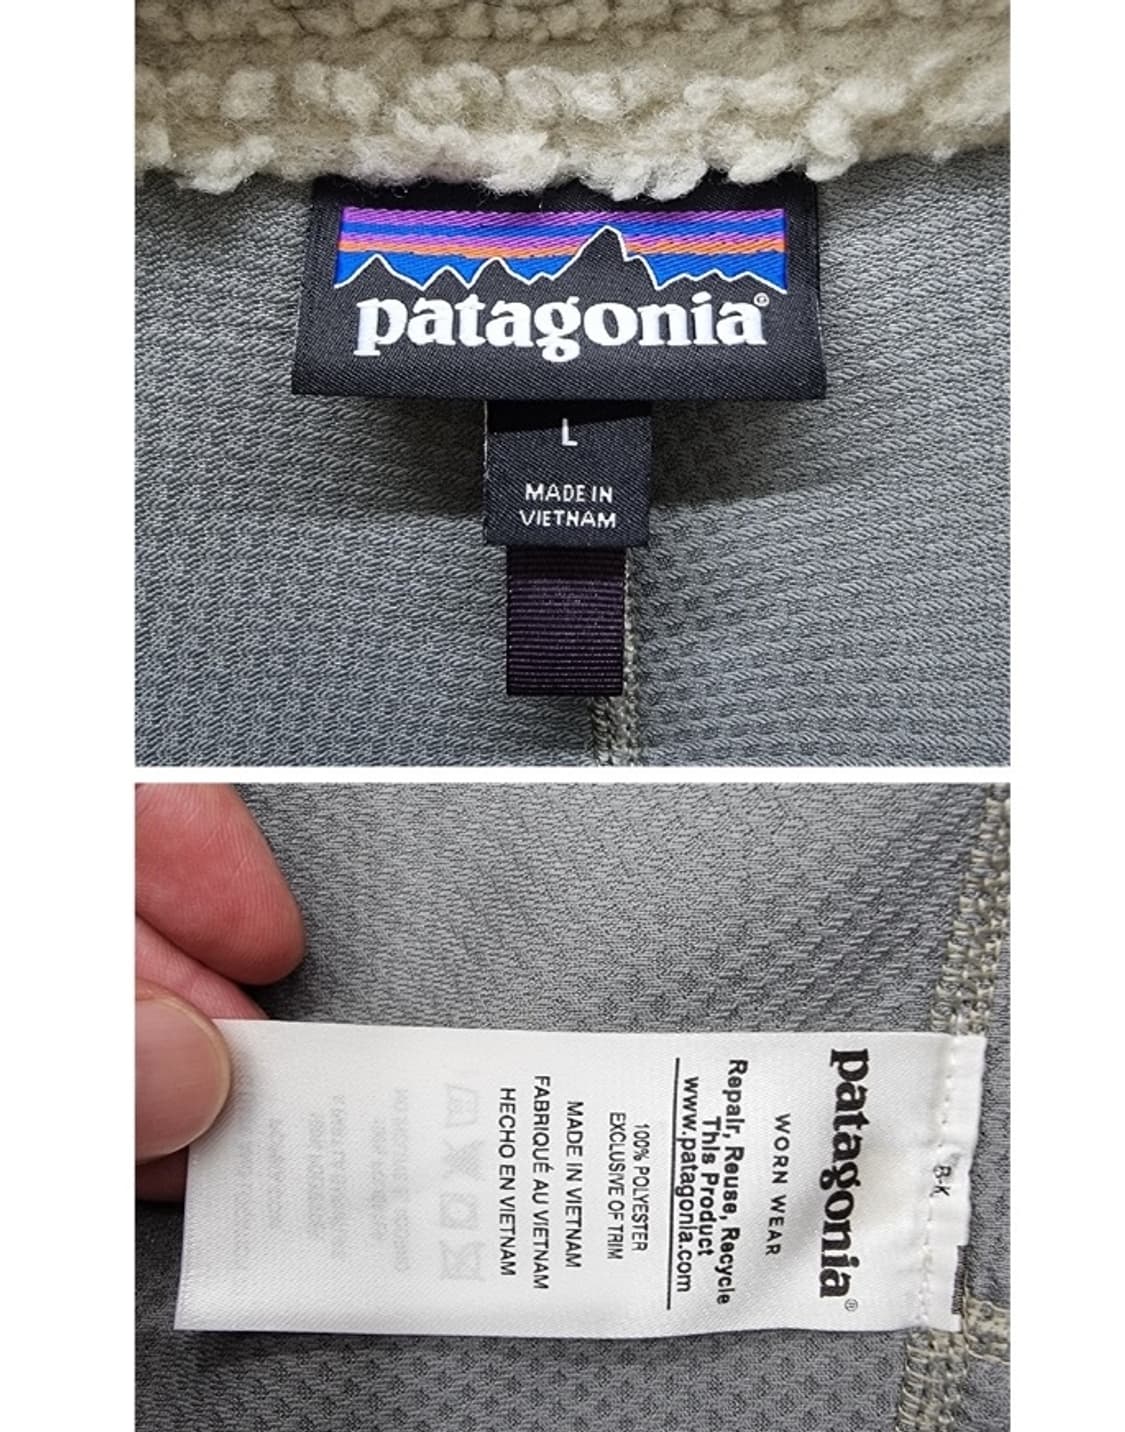 patagonia®
L
MADE IN
VIETNAM
patagonia®
B-K
WORN WEAR
Repair, Reuse, Recycle
This Product
www.patagonia.com
100% POLYESTER
EXCLUSIVE OF TRIM
MADE IN VIETNAM
FABRIQUÉ AU VIETNAM
HECHO EN VIETNAM